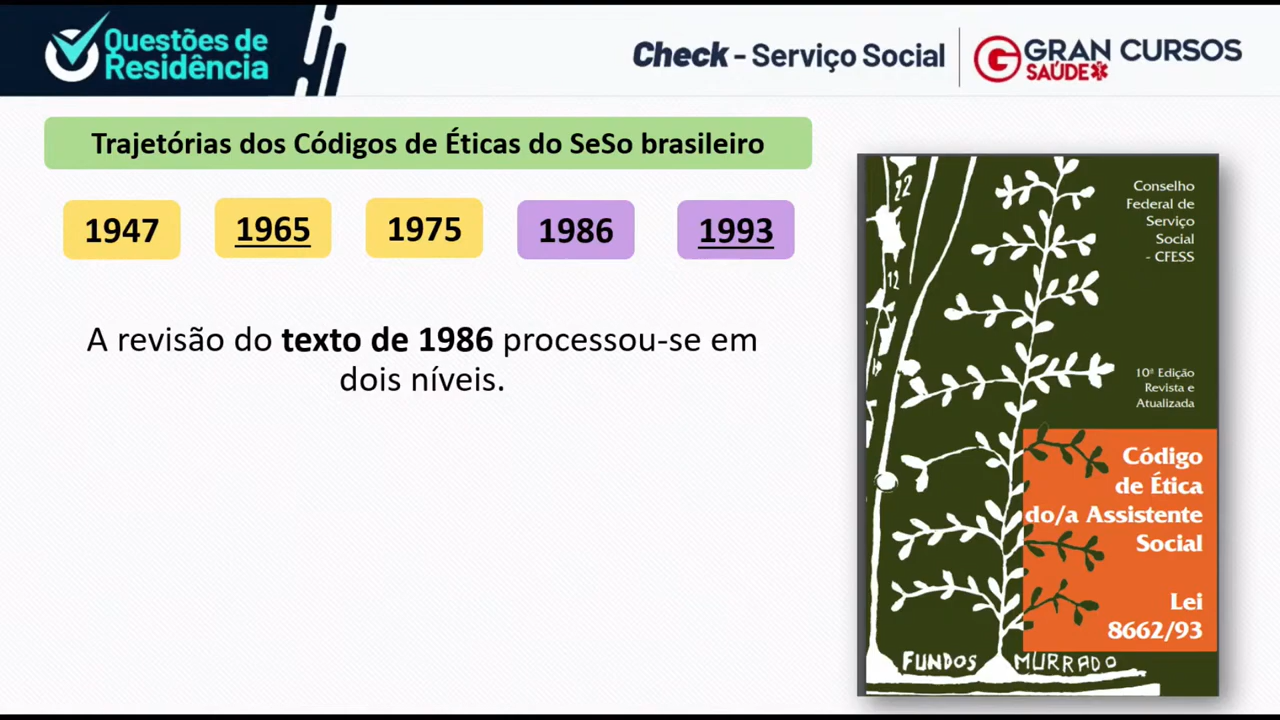 Questões de
Residência
Check - Serviço Social
GRAN CURSOS
SAÚDE
Trajetórias dos Códigos de Éticas do SeSo brasileiro
1947
1965
1975
1986
1993
A revisão do texto de 1986 processou-se em
dois níveis.
22
12
Conselho
Federal de
Serviço
Social
- CFESS
10ª Edição
Revista e
Atualizada
Código
de Ética
do/a Assistente
Social
Lei
8662/93
FUNDOS MURRADO